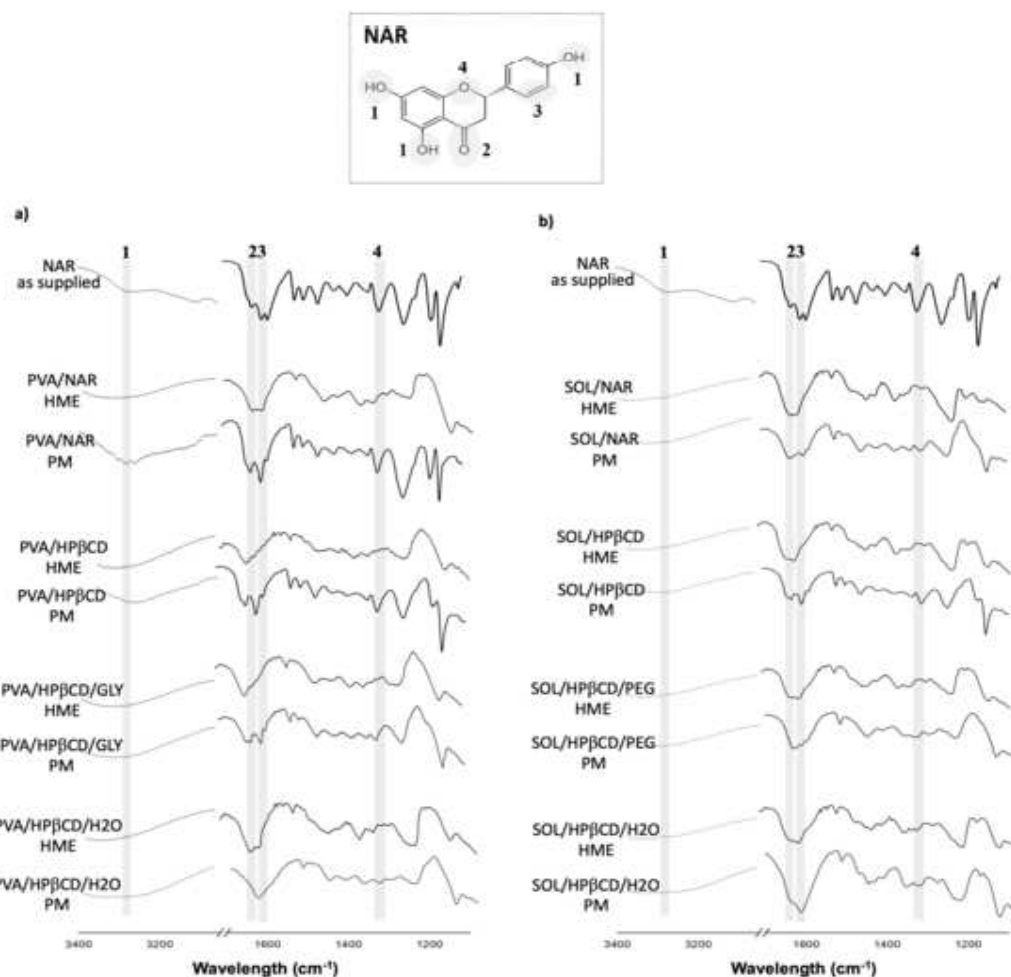 NAR
4
OH
HO
O
1
1
3
1
OH
O
2
a)
1
23
4
NAR
as supplied
PVA/NAR
HME
PVA/NAR
PM
PVA/HPβCD
HME
PVA/HPβCD
PM
PVA/HPβCD/GLY
HME
PVA/HPβCD/GLY
PM
PVA/HPβCD/H2O
HME
PVA/HPβCD/H2O
PM
3400
3200
//
1600
1400
1200
Wavelength (cm⁻¹)
b)
1
23
4
NAR
as supplied
SOL/NAR
HME
SOL/NAR
PM
SOL/HPβCD
HME
SOL/HPβCD
PM
SOL/HPβCD/PEG
HME
SOL/HPβCD/PEG
PM
SOL/HPβCD/H2O
HME
SOL/HPβCD/H2O
PM
3400
3200
//
1600
1400
1200
Wavelength (cm⁻¹)